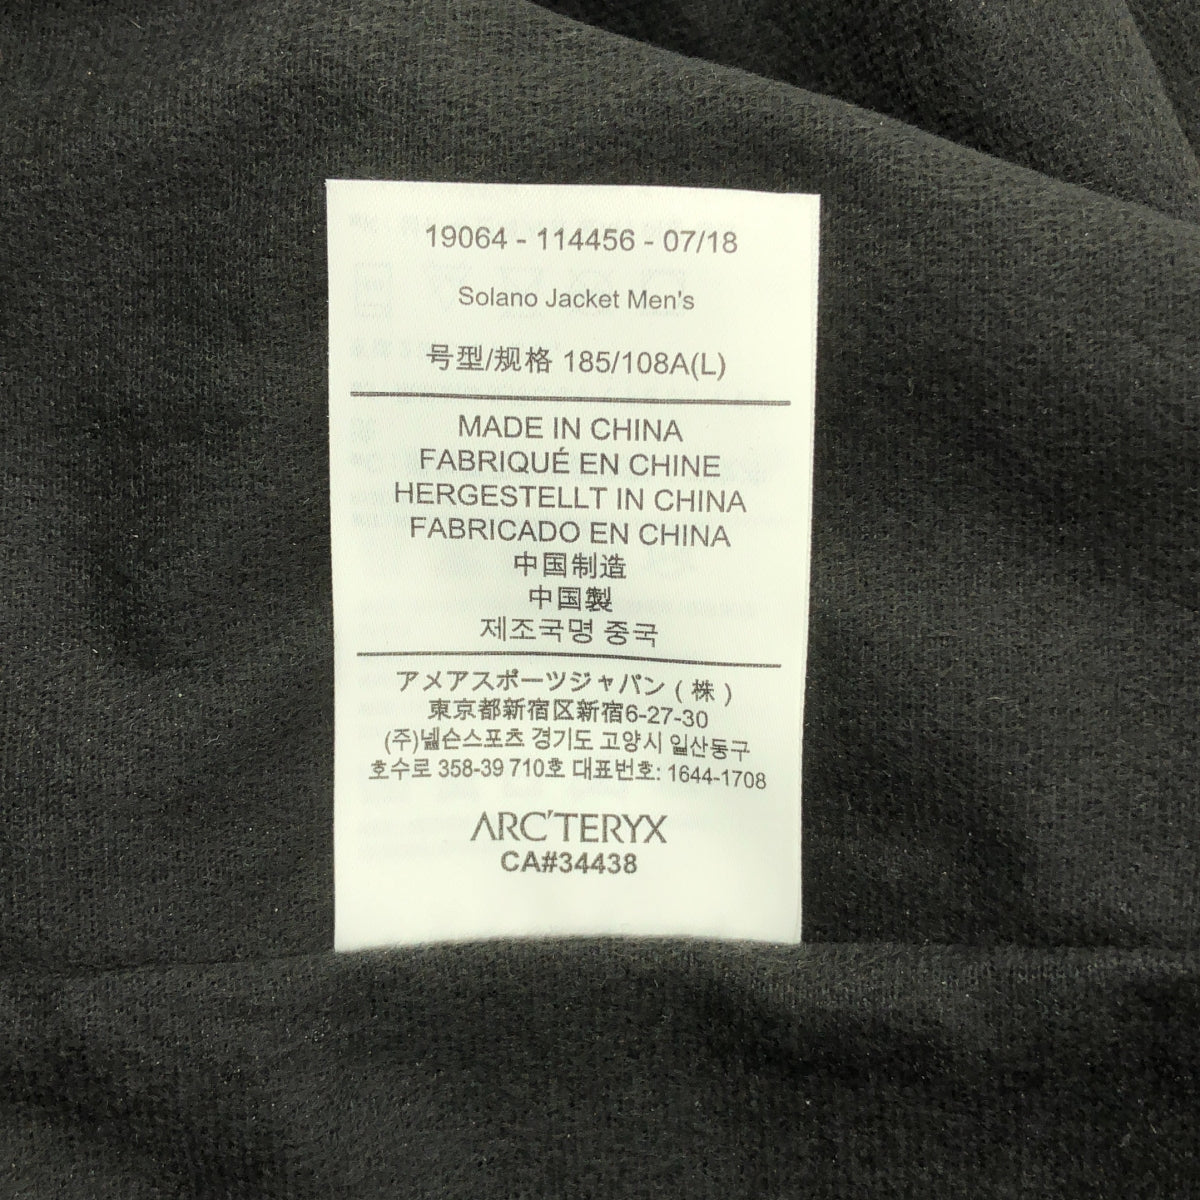 19064 - 114456 - 07/18
Solano Jacket Men's
号型/规格 185/108A(L)
MADE IN CHINA
FABRIQUÉ EN CHINE
HERGESTELLT IN CHINA
FABRICADO EN CHINA
中国制造
中国製
제조국명 중국
アメアスポーツジャパン ( 株 )
東京都新宿区新宿6-27-30
(주)넬슨스포츠 경기도 고양시 일산동구
호수로 358-39 710호 대표번호: 1644-1708
ARC'TERYX
CA#34438